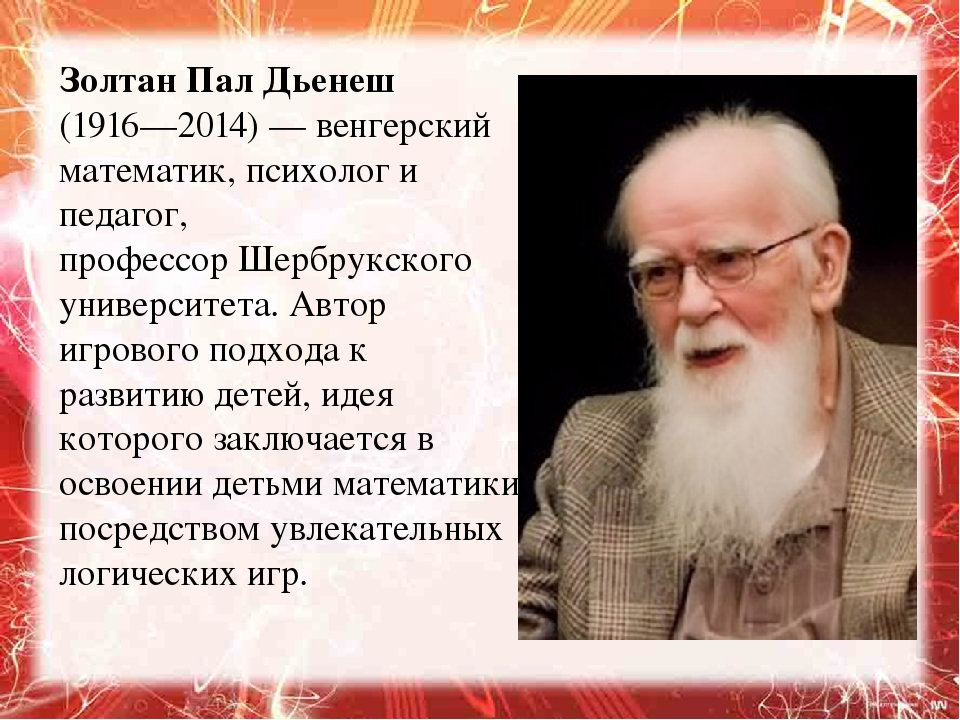 Золтан Пал Дьенеш
(1916—2014) — венгерский
математик, психолог и
педагог,
профессор Шербрукского
университета. Автор
игрового подхода к
развитию детей, идея
которого заключается в
освоении детьми математики
посредством увлекательных
логических игр.